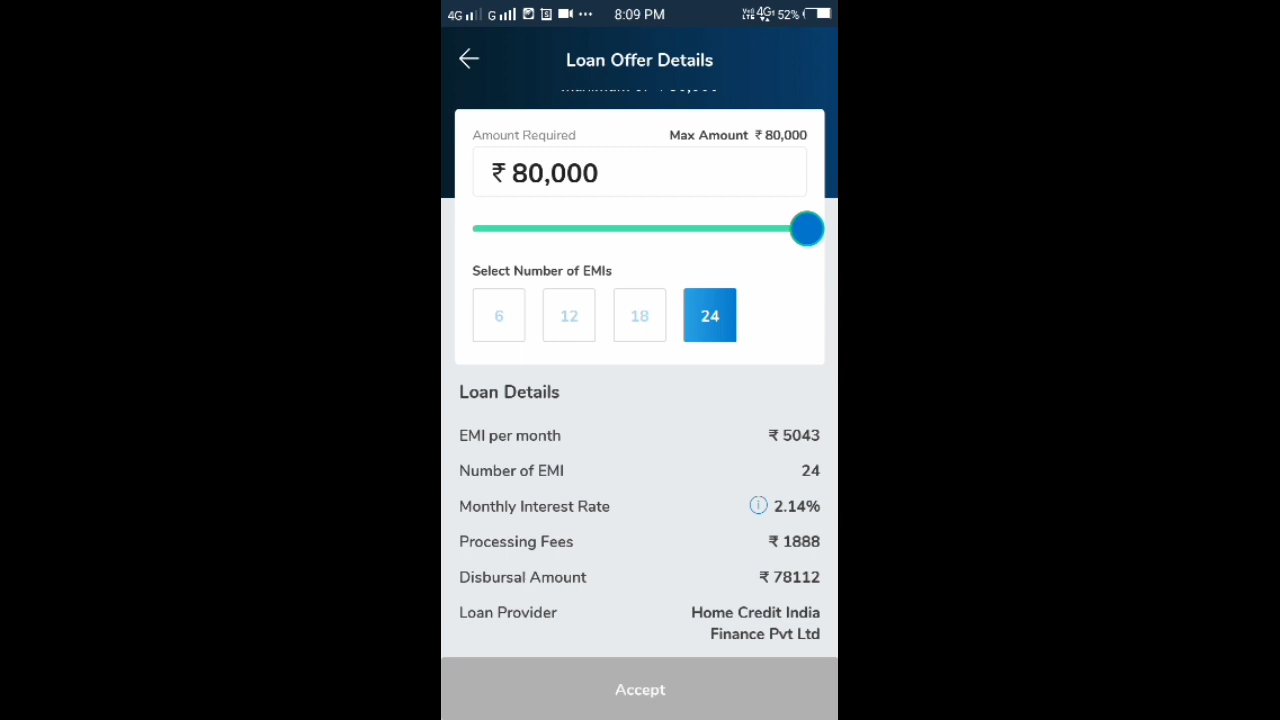 4G G 8:09 PM 4G 52%
Loan Offer Details
Amount Required Max Amount ₹ 80,000
₹ 80,000
Select Number of EMIs
6 12 18 24
Loan Details
EMI per month ₹ 5043
Number of EMI 24
Monthly Interest Rate i 2.14%
Processing Fees ₹ 1888
Disbursal Amount ₹ 78112
Loan Provider Home Credit India
Finance Pvt Ltd
Accept